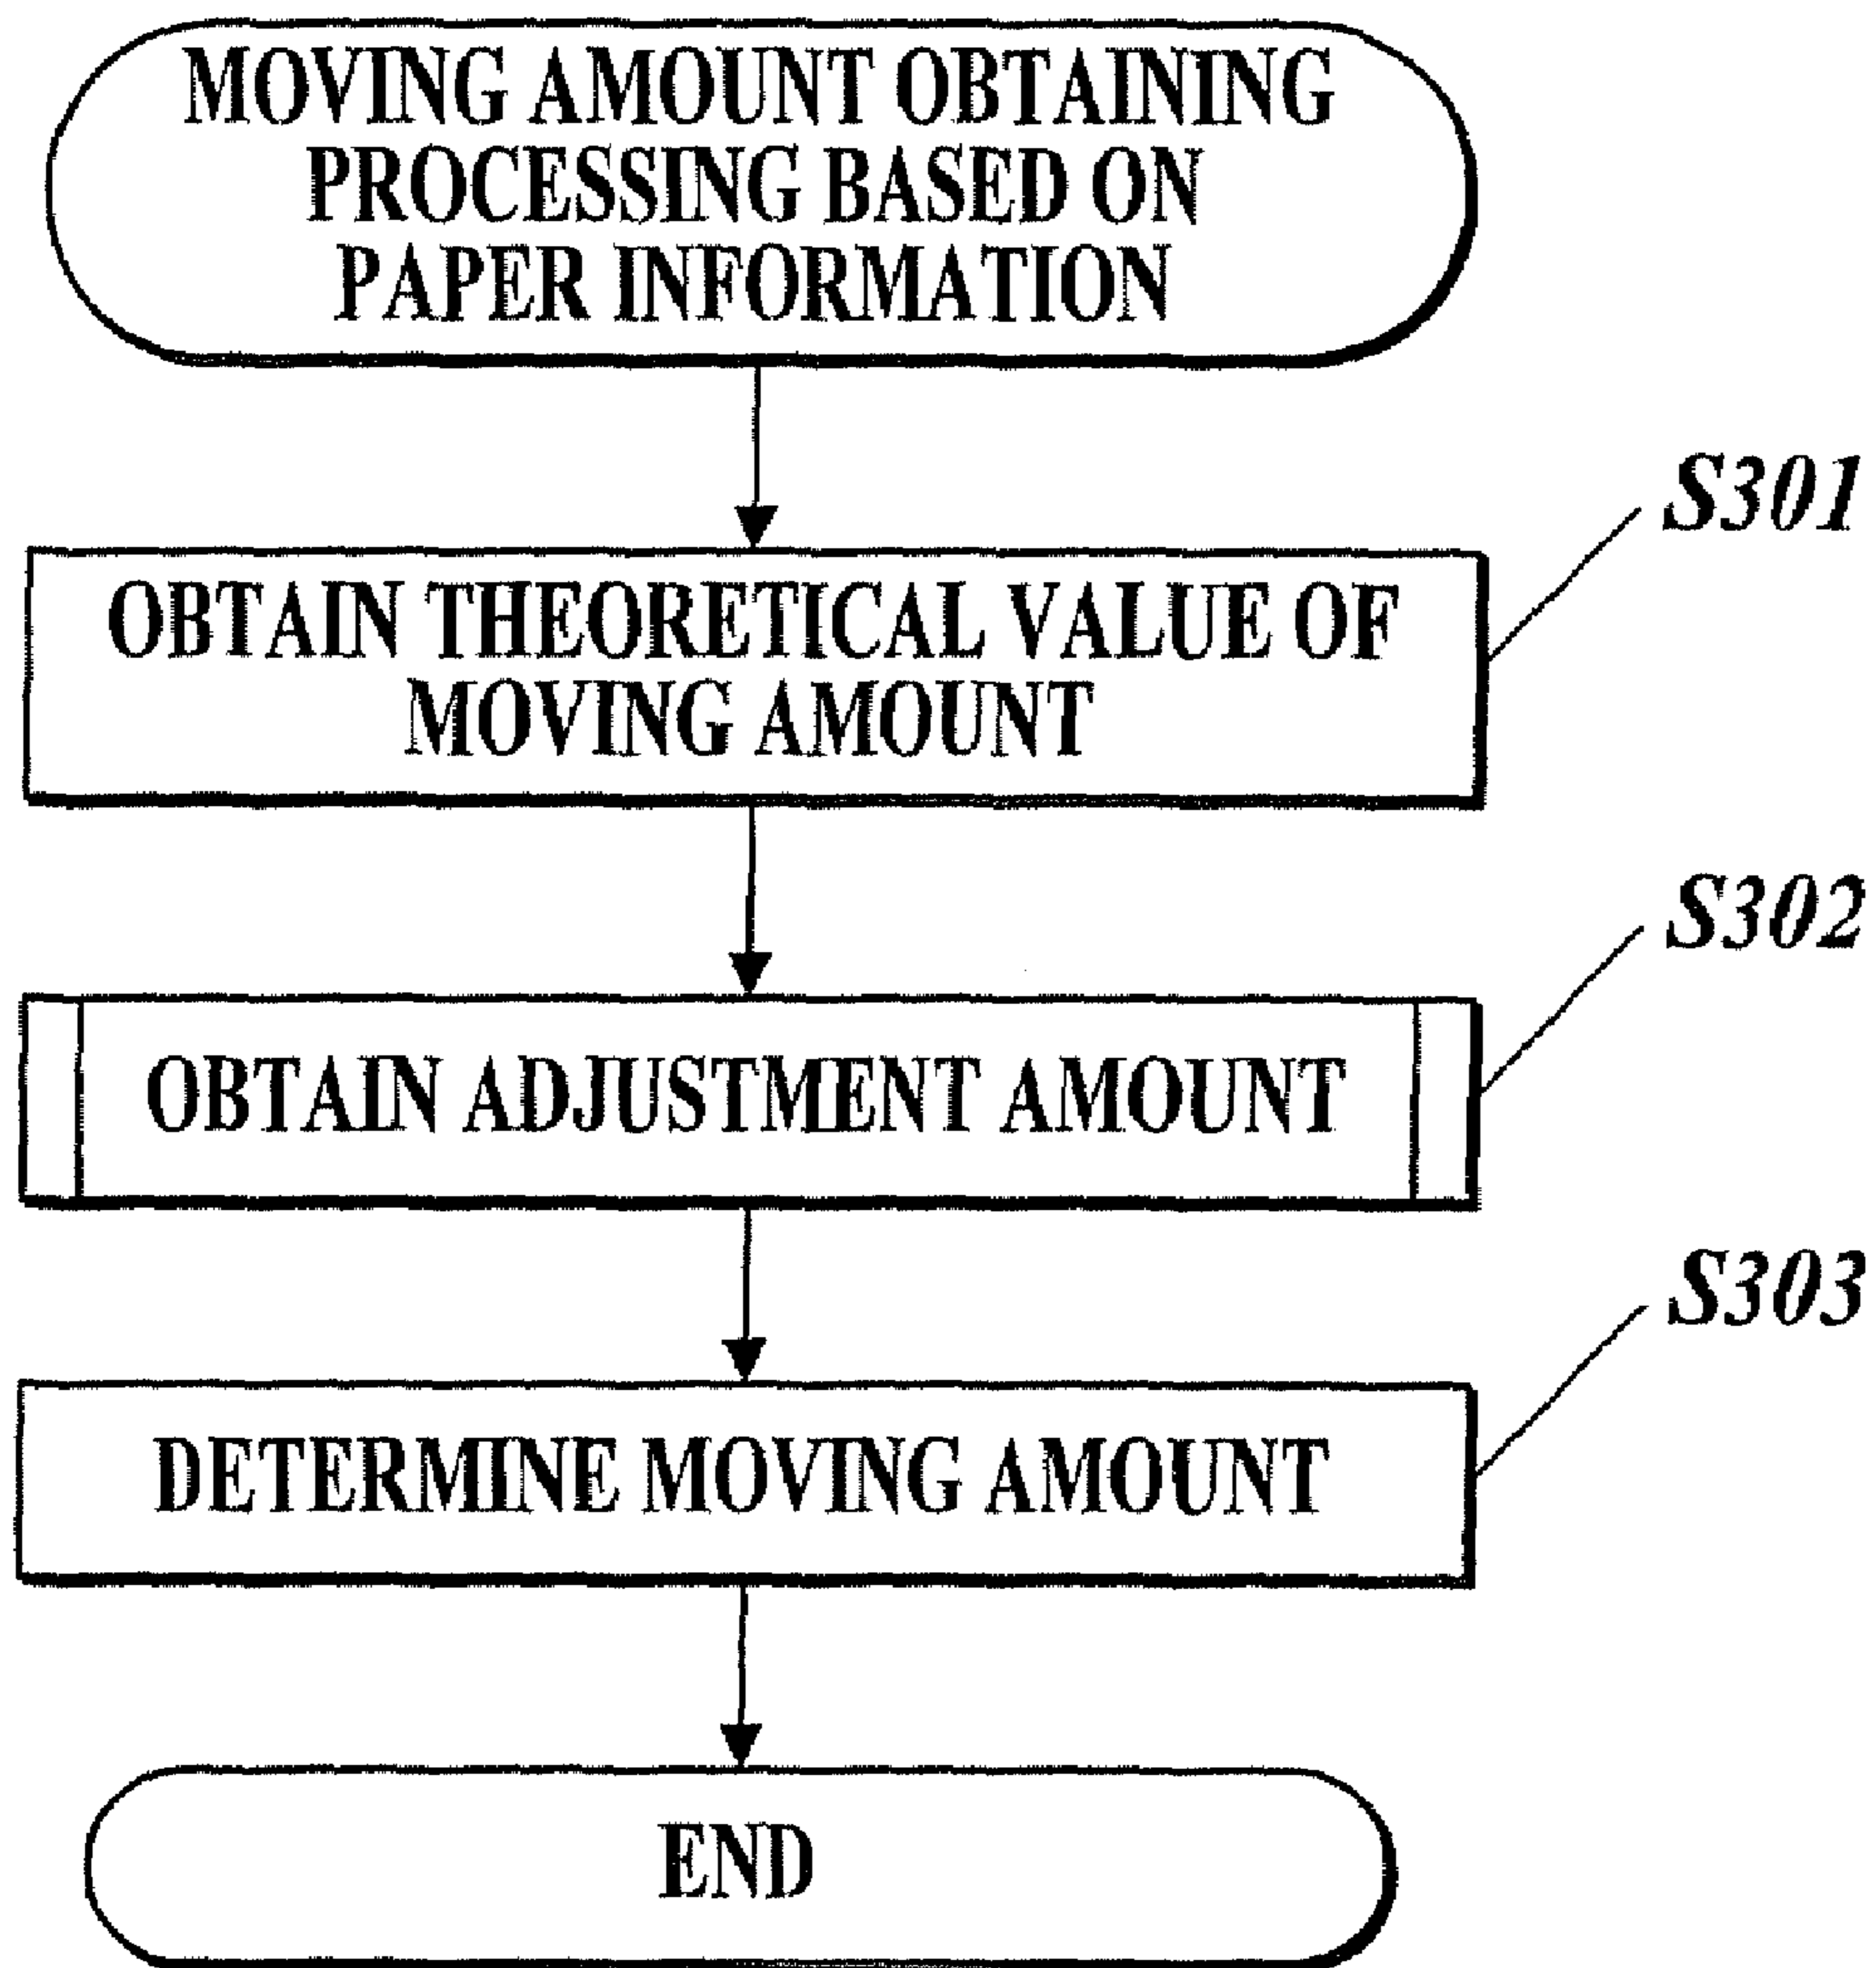 MOVING AMOUNT OBTAINING
PROCESSING BASED ON
PAPER INFORMATION
S301
OBTAIN THEORETICAL VALUE OF
MOVING AMOUNT
S302
OBTAIN ADJUSTMENT AMOUNT
S303
DETERMINE MOVING AMOUNT
END